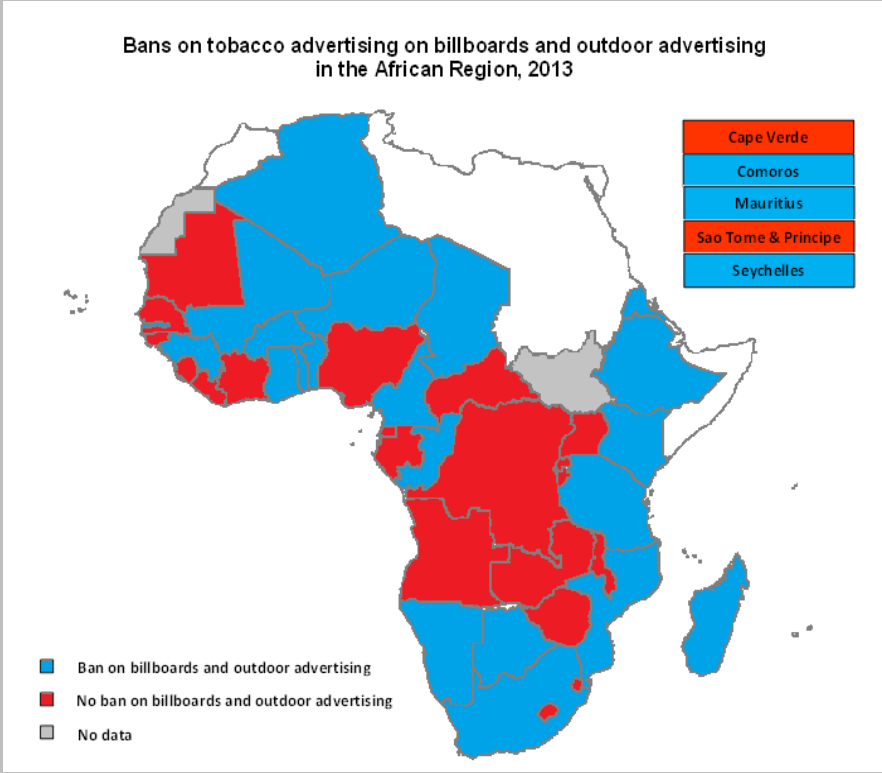 Bans on tobacco advertising on billboards and outdoor advertising
in the African Region, 2013
Cape Verde
Comoros
Mauritius
Sao Tome & Principe
Seychelles
Ban on billboards and outdoor advertising
No ban on billboards and outdoor advertising
No data